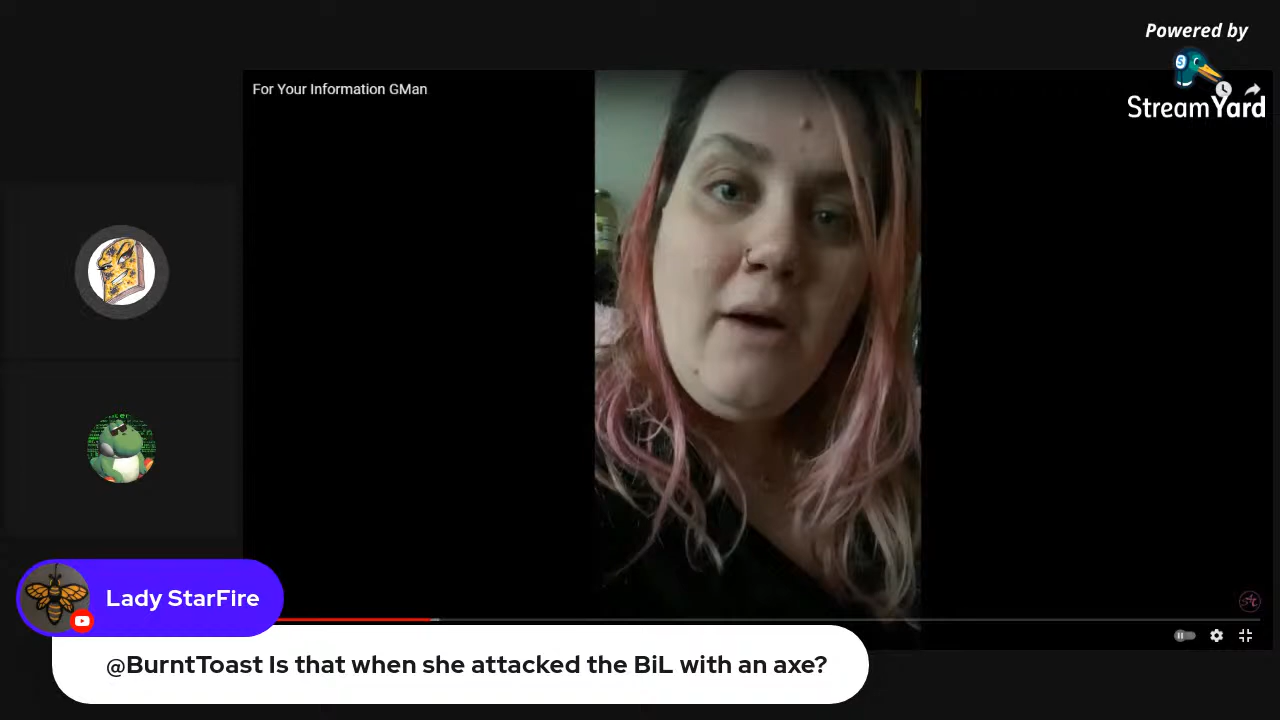 Powered by
StreamYard
For Your Information GMan
Lady StarFire
@BurntToast Is that when she attacked the BiL with an axe?